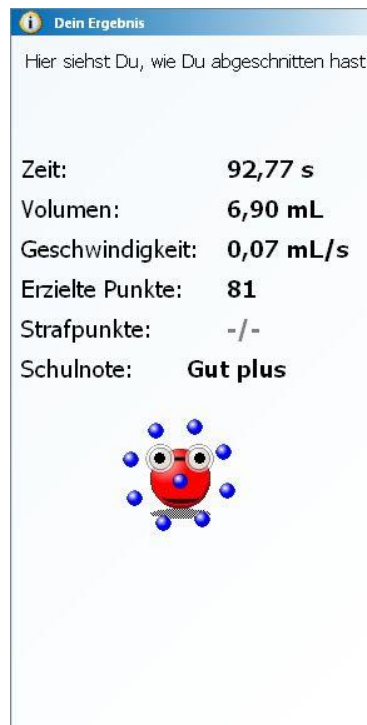 Dein Ergebnis
Hier siehst Du, wie Du abgeschnitten hast
Zeit: 92,77 s
Volumen: 6,90 mL
Geschwindigkeit: 0,07 mL/s
Erzielte Punkte: 81
Strafpunkte: -/-
Schulnote: Gut plus